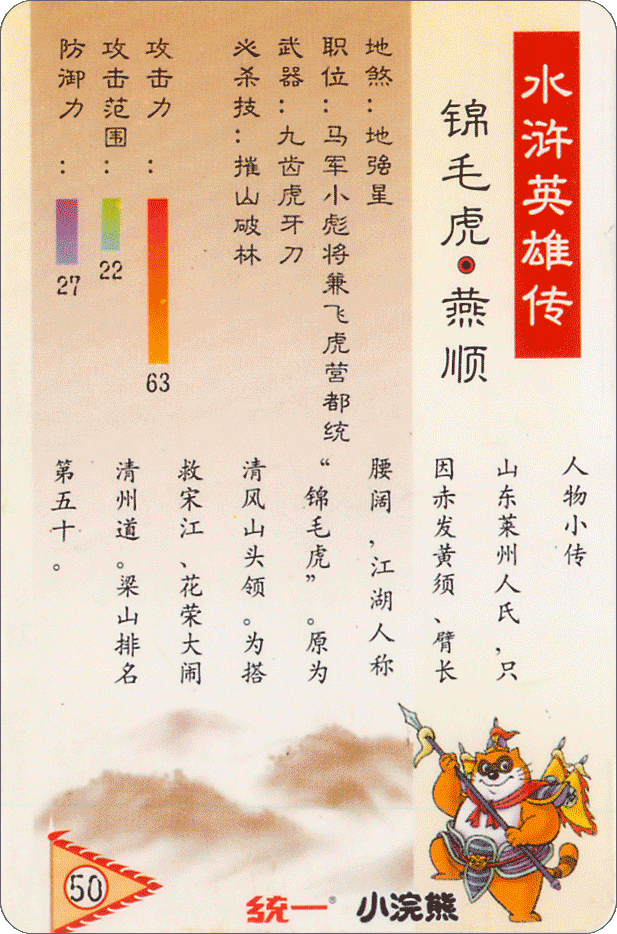 水浒英雄传
锦毛虎·燕顺
地煞：地强星
职位：马军小彪将兼飞虎营都统
武器：九齿虎牙刀
必杀技：摧山破林
攻击力：
63
攻击范围：
22
防御力：
27
人物小传
山东莱州人氏，只
因赤发黄须、臂长
腰阔，江湖人称
“锦毛虎”。原为
清风山头领。为搭
救宋江、花荣大闹
清州道。梁山排名
第五十。
50
统一®小浣熊